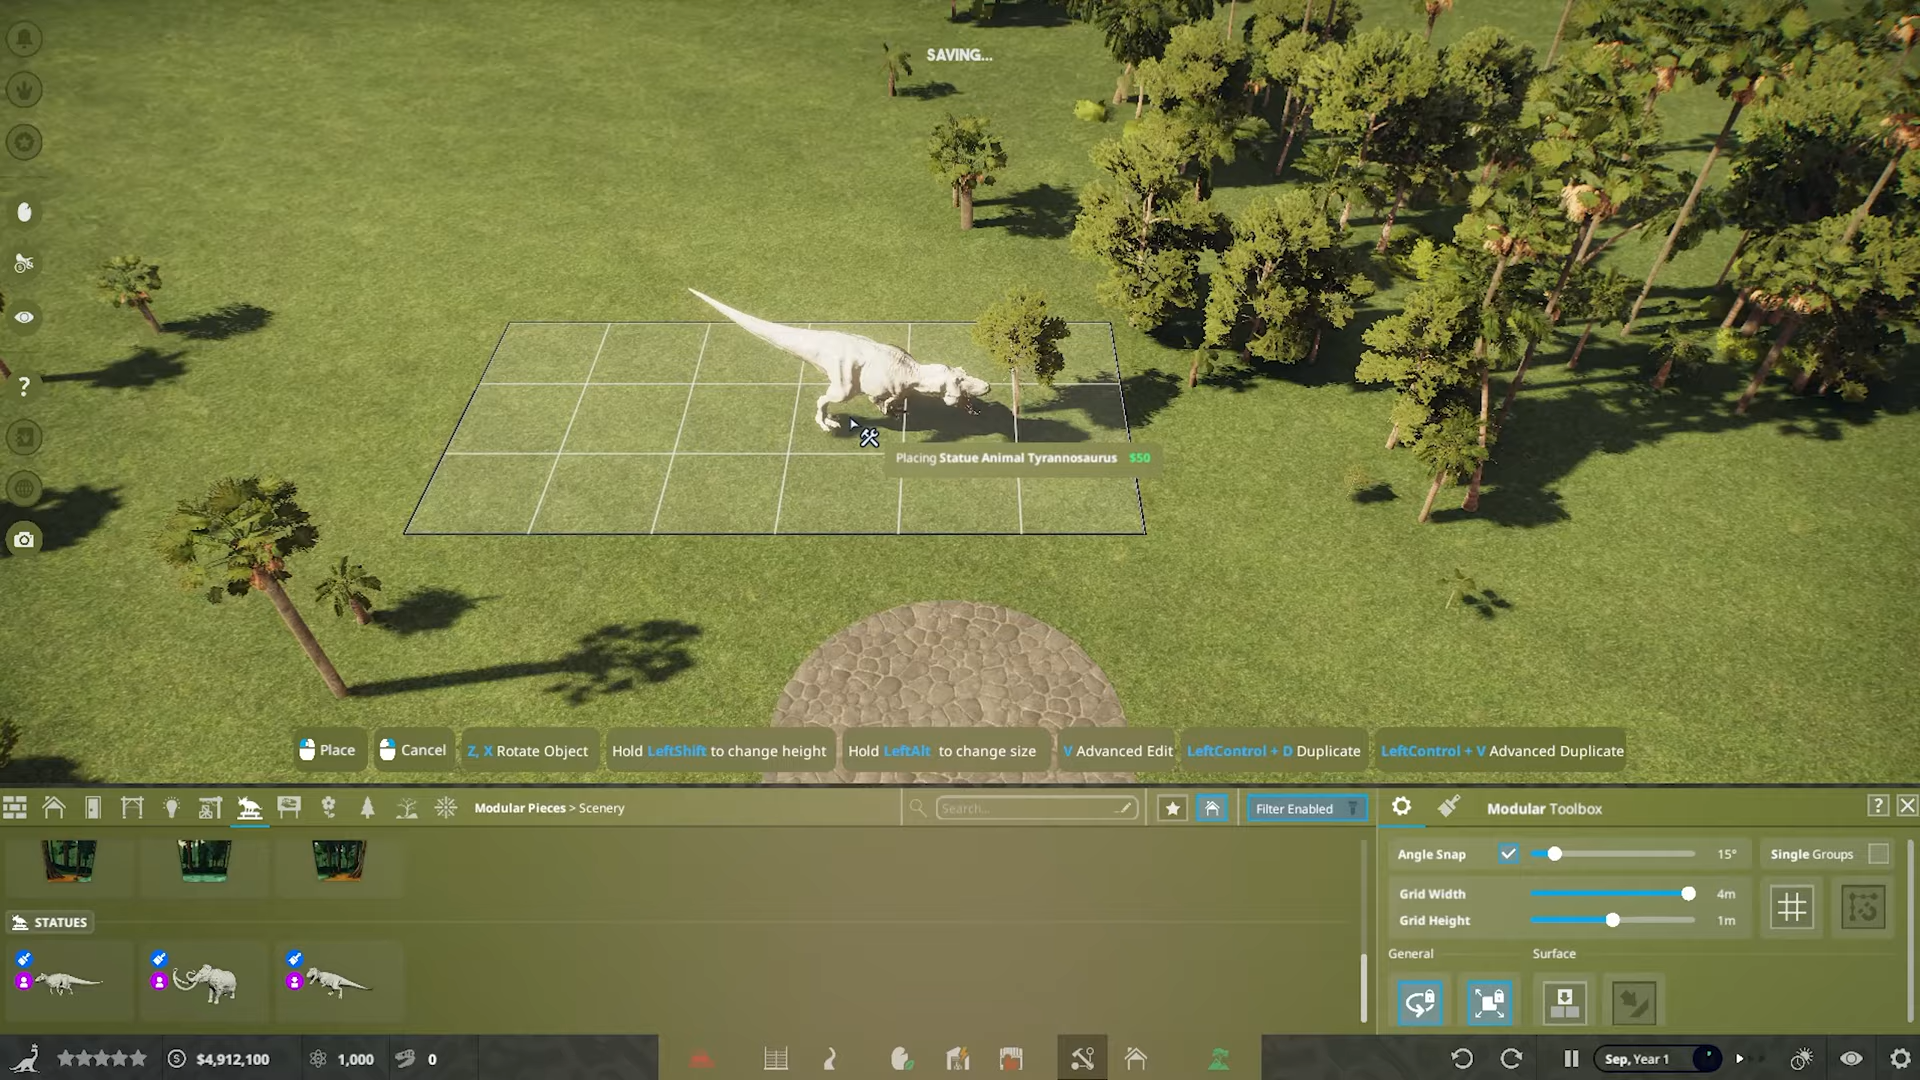 SAVING...
Placing Statue Animal Tyrannosaurus $50
Place
Cancel
Z, X Rotate Object
Hold LeftShift to change height
Hold LeftAlt to change size
V Advanced Edit
LeftControl + D Duplicate
LeftControl + V Advanced Duplicate
Modular Pieces > Scenery
Search...
Filter Enabled
Modular Toolbox
?
Angle Snap
15°
Single Groups
Grid Width
4m
Grid Height
1m
General
Surface
STATUES
$4,912,100
1,000
0
Sep, Year 1
?